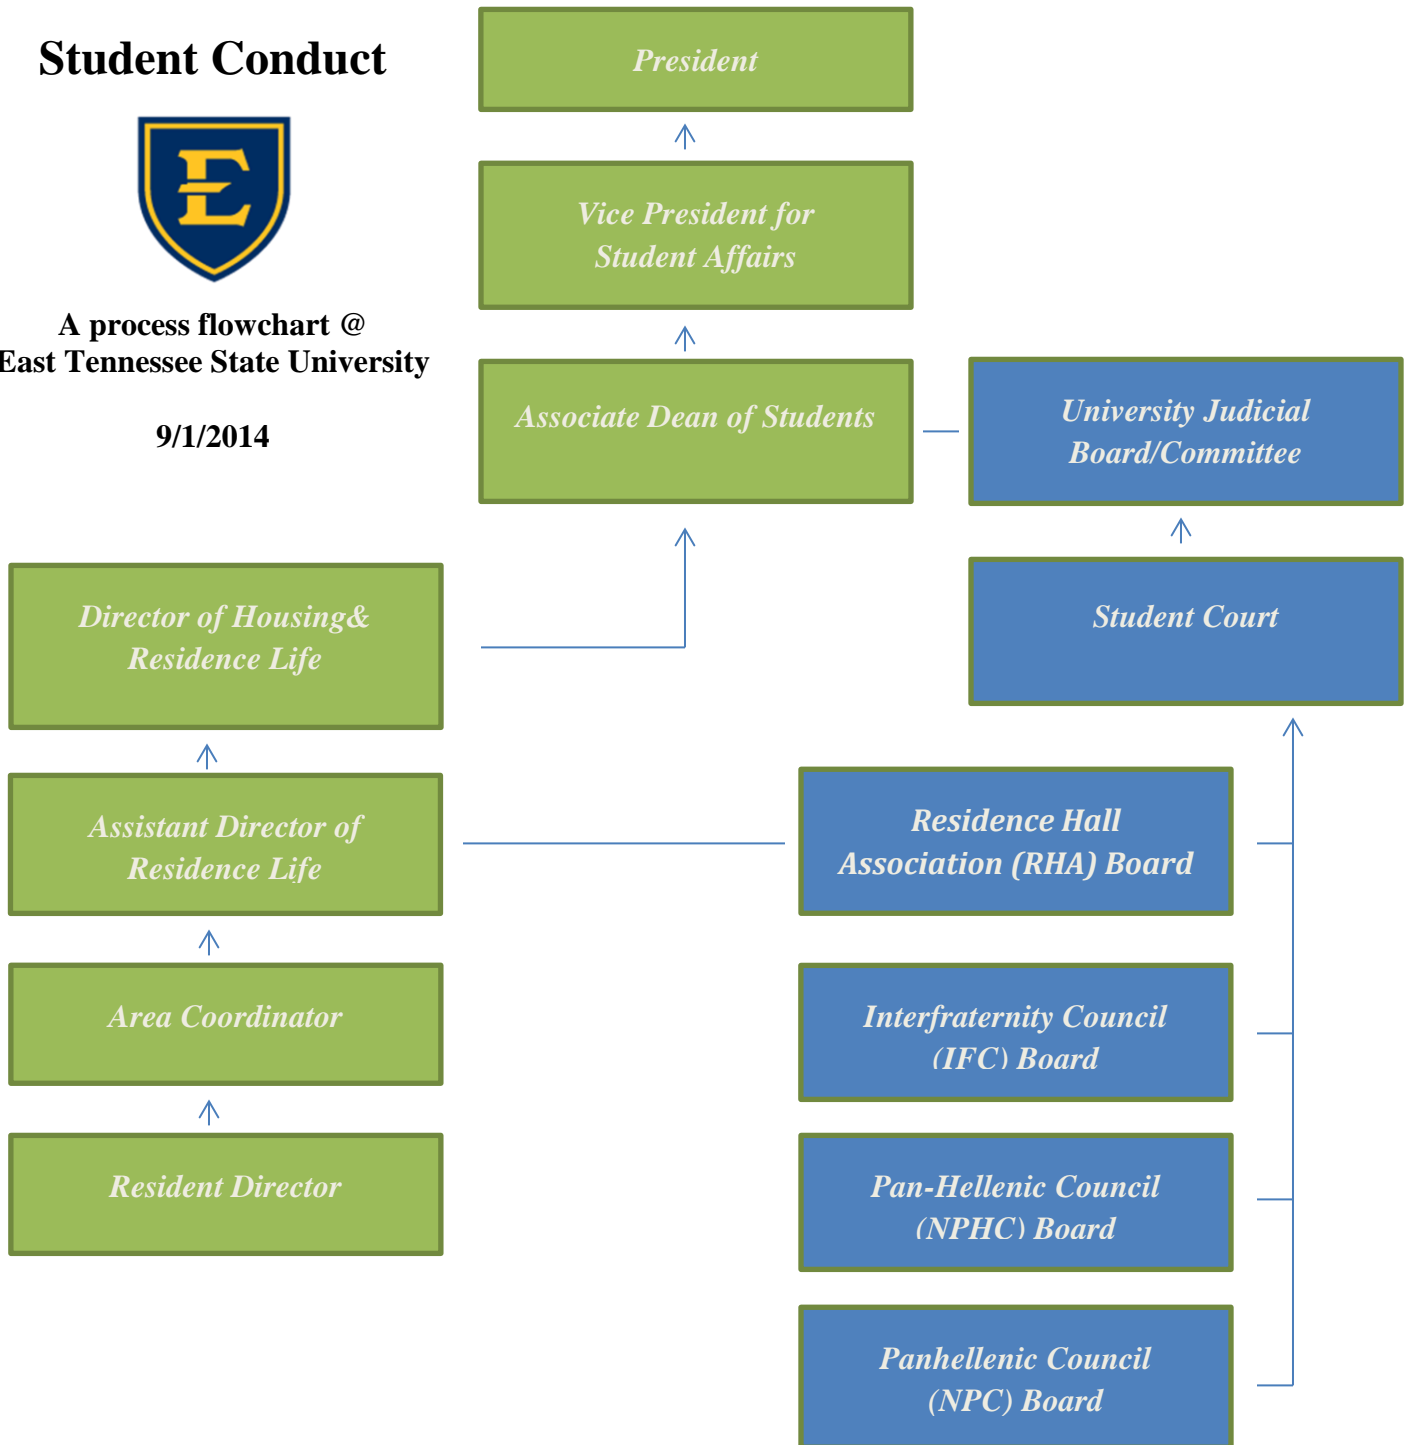 Student Conduct
E
A process flowchart @
East Tennessee State University
9/1/2014
President
Vice President for
Student Affairs
Associate Dean of Students
University Judicial
Board/Committee
Student Court
Director of Housing&
Residence Life
Assistant Director of
Residence Life
Residence Hall
Association (RHA) Board
Area Coordinator
Interfraternity Council
(IFC) Board
Resident Director
Pan-Hellenic Council
(NPHC) Board
Panhellenic Council
(NPC) Board